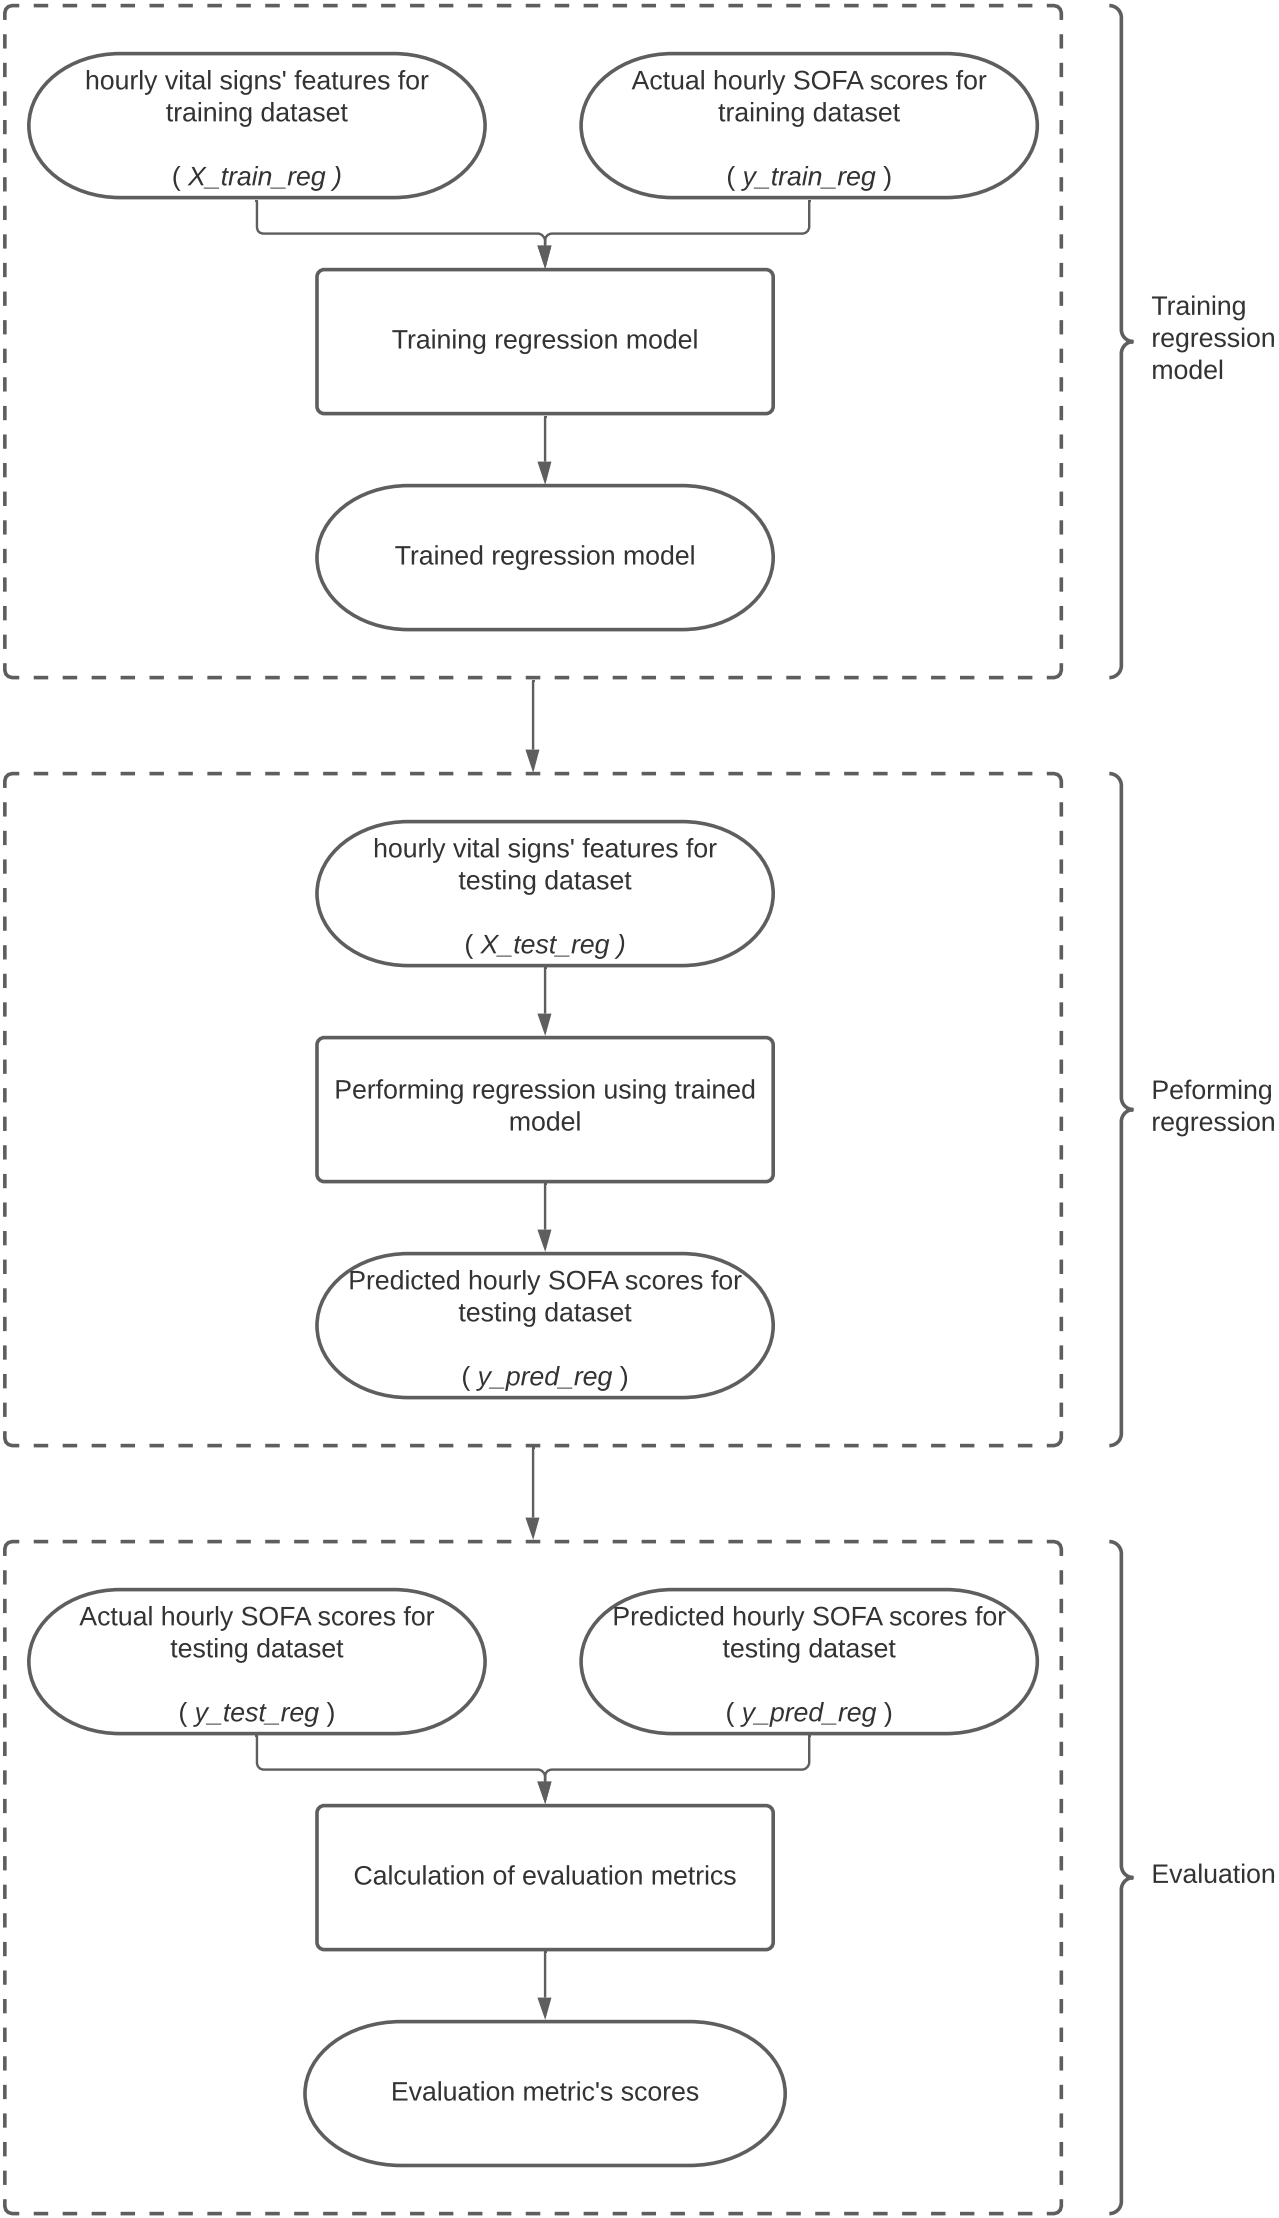 hourly vital signs' features for
training dataset
( X_train_reg )
Actual hourly SOFA scores for
training dataset
( y_train_reg )
Training regression model
Trained regression model
Training
regression
model
hourly vital signs' features for
testing dataset
( X_test_reg )
Performing regression using trained
model
Predicted hourly SOFA scores for
testing dataset
( y_pred_reg )
Peforming
regression
Actual hourly SOFA scores for
testing dataset
( y_test_reg )
Predicted hourly SOFA scores for
testing dataset
( y_pred_reg )
Calculation of evaluation metrics
Evaluation metric's scores
Evaluation